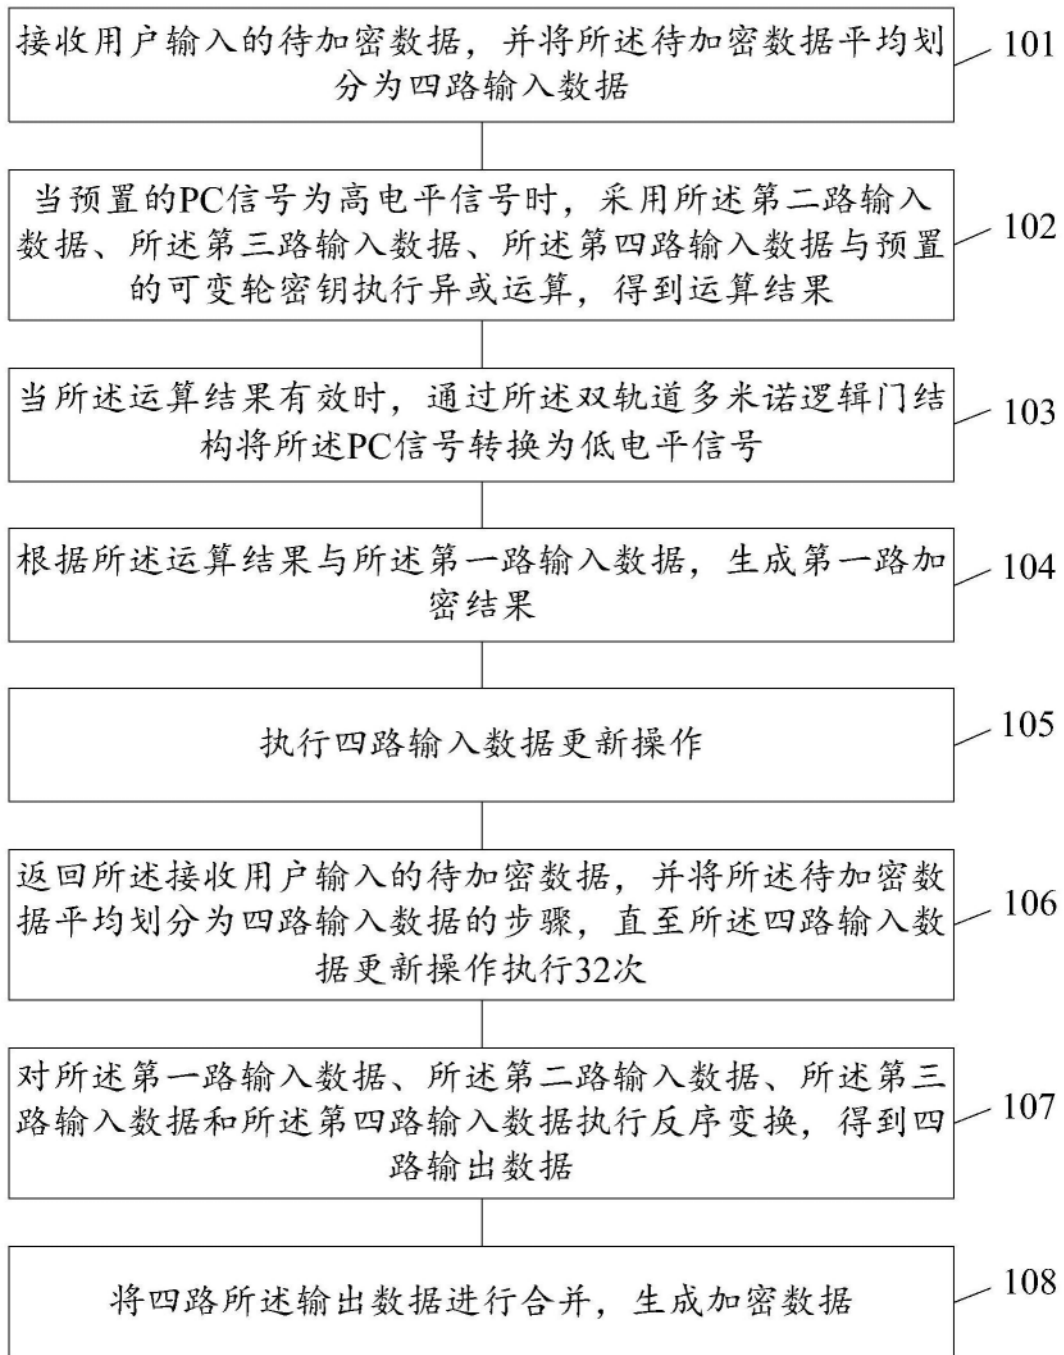 接收用户输入的待加密数据，并将所述待加密数据平均划
分为四路输入数据
101
当预置的PC信号为高电平信号时，采用所述第二路输入
数据、所述第三路输入数据、所述第四路输入数据与预置
的可变轮密钥执行异或运算，得到运算结果
102
当所述运算结果有效时，通过所述双轨道多米诺逻辑门结
构将所述PC信号转换为低电平信号
103
根据所述运算结果与所述第一路输入数据，生成第一路加
密结果
104
执行四路输入数据更新操作
105
返回所述接收用户输入的待加密数据，并将所述待加密数
据平均划分为四路输入数据的步骤，直至所述四路输入数
据更新操作执行32次
106
对所述第一路输入数据、所述第二路输入数据、所述第三
路输入数据和所述第四路输入数据执行反序变换，得到四
路输出数据
107
将四路所述输出数据进行合并，生成加密数据
108